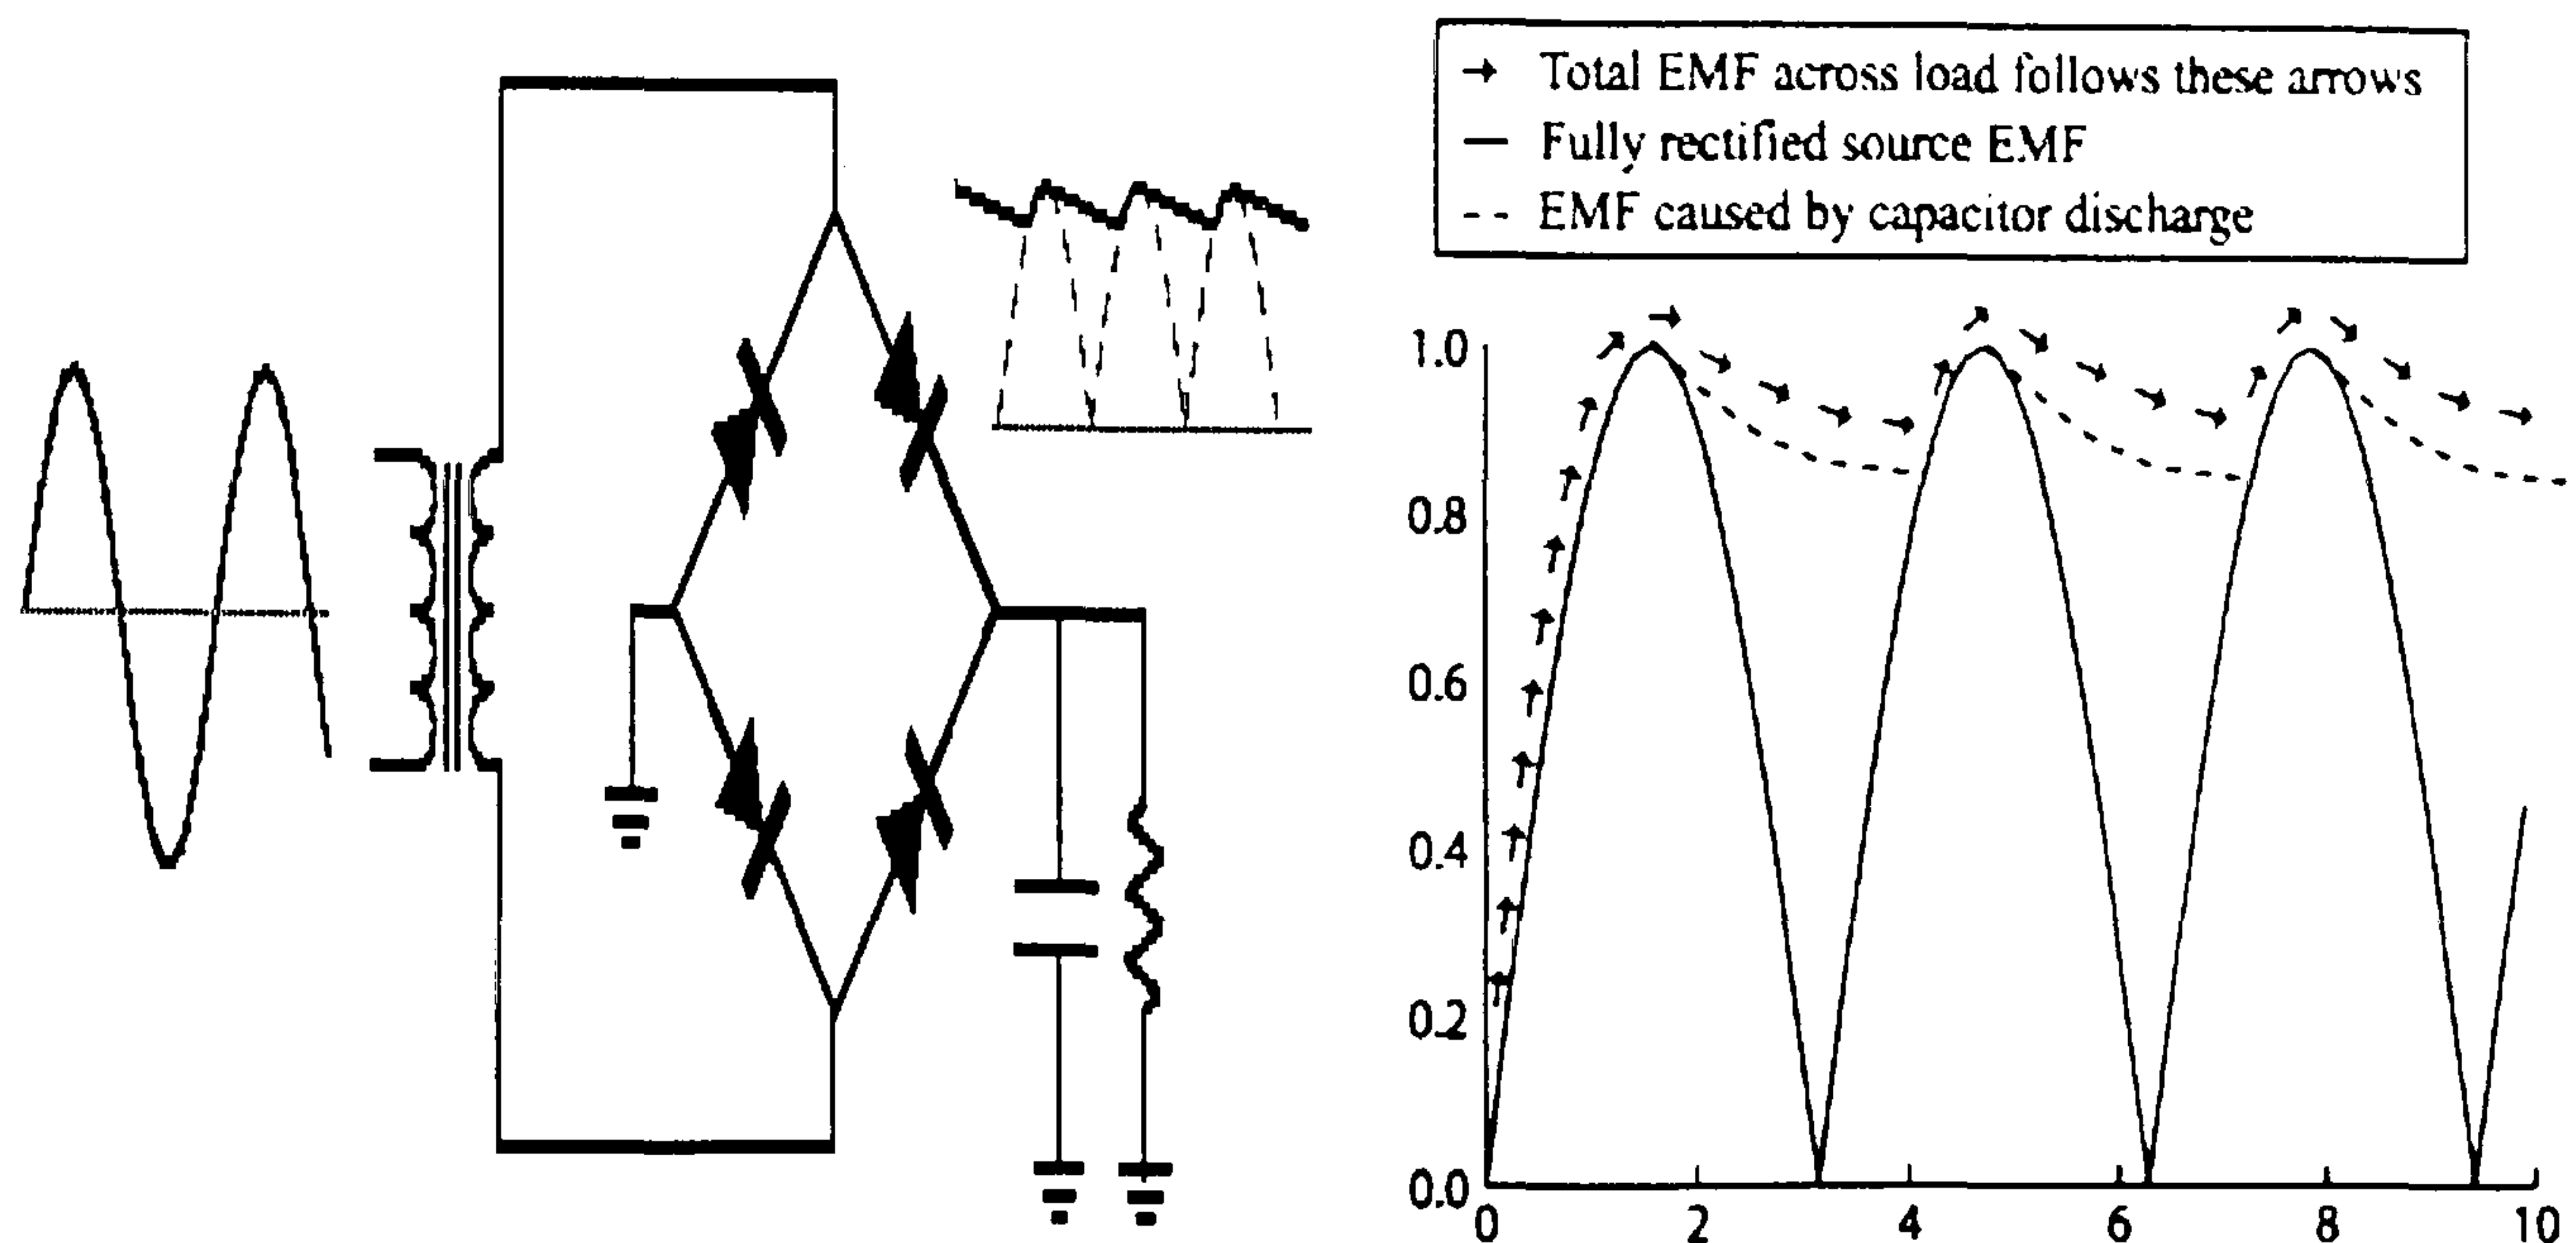 Total EMF across load follows these arrows
Fully rectified source EMF
EMF caused by capacitor discharge
1.0
0.8
0.6
0.4
0.2
0.0
0 2 4 6 8 10